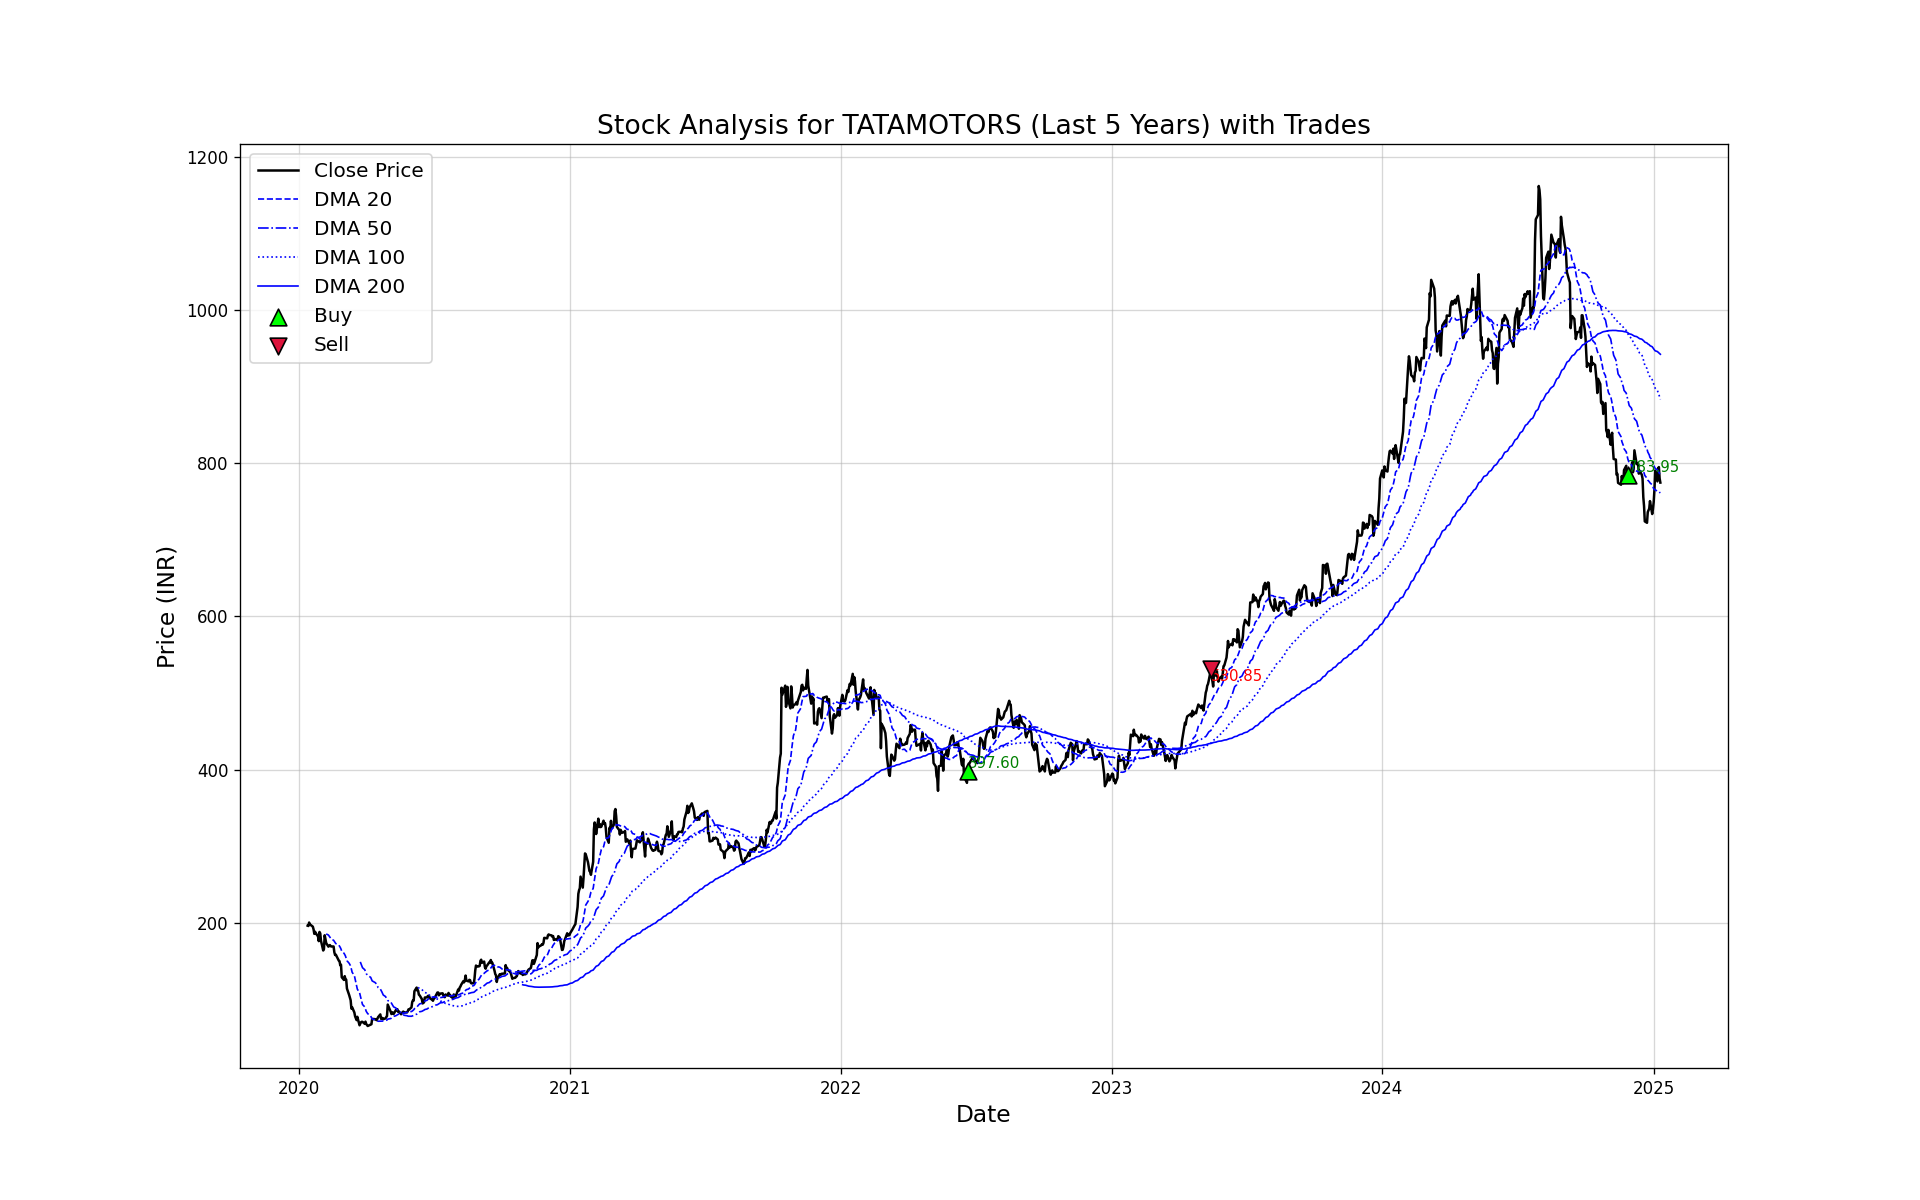 Stock Analysis for TATAMOTORS (Last 5 Years) with Trades
Close Price
DMA 20
DMA 50
DMA 100
DMA 200
Buy
Sell
Price (INR)
1200
1000
800
600
400
200
783.95
397.60
2020
2021
2022
2023
2024
2025
Date